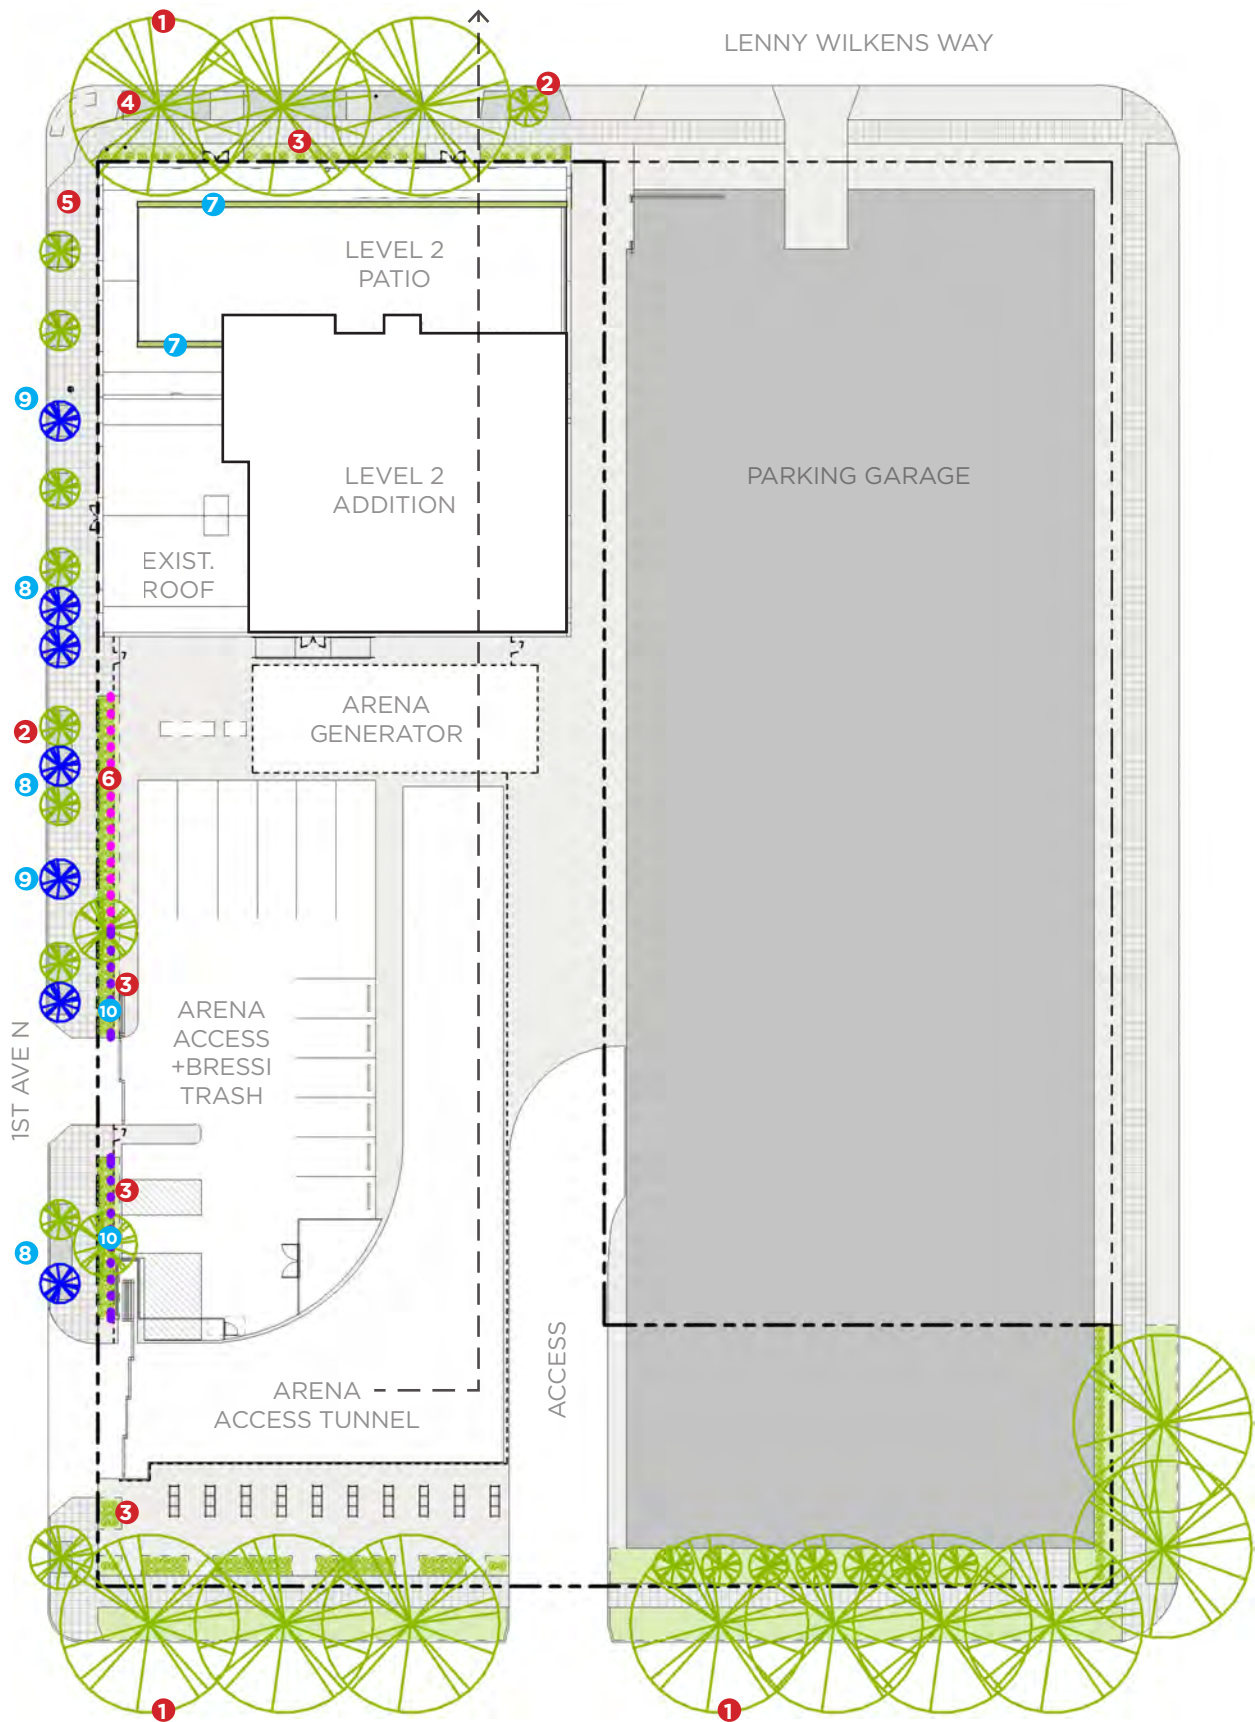 1
LENNY WILKENS WAY
2
4
3
5
7
LEVEL 2
PATIO
7
9
LEVEL 2
ADDITION
PARKING GARAGE
EXIST.
ROOF
8
ARENA
GENERATOR
2
6
8
9
3
10
ARENA
ACCESS
+BRESSI
TRASH
1ST AVE N
3
10
8
ACCESS
ARENA
ACCESS TUNNEL
3
1
1